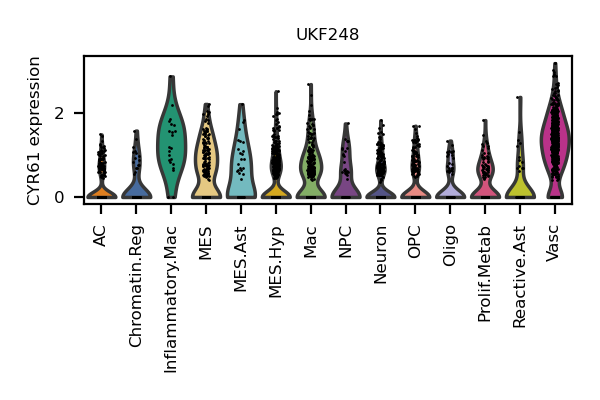 UKF248
CYR61 expression
2
0
AC
Chromatin.Reg
Inflammatory.Mac
MES
MES.Ast
MES.Hyp
Mac
NPC
Neuron
OPC
Oligo
Prolif.Metab
Reactive.Ast
Vasc